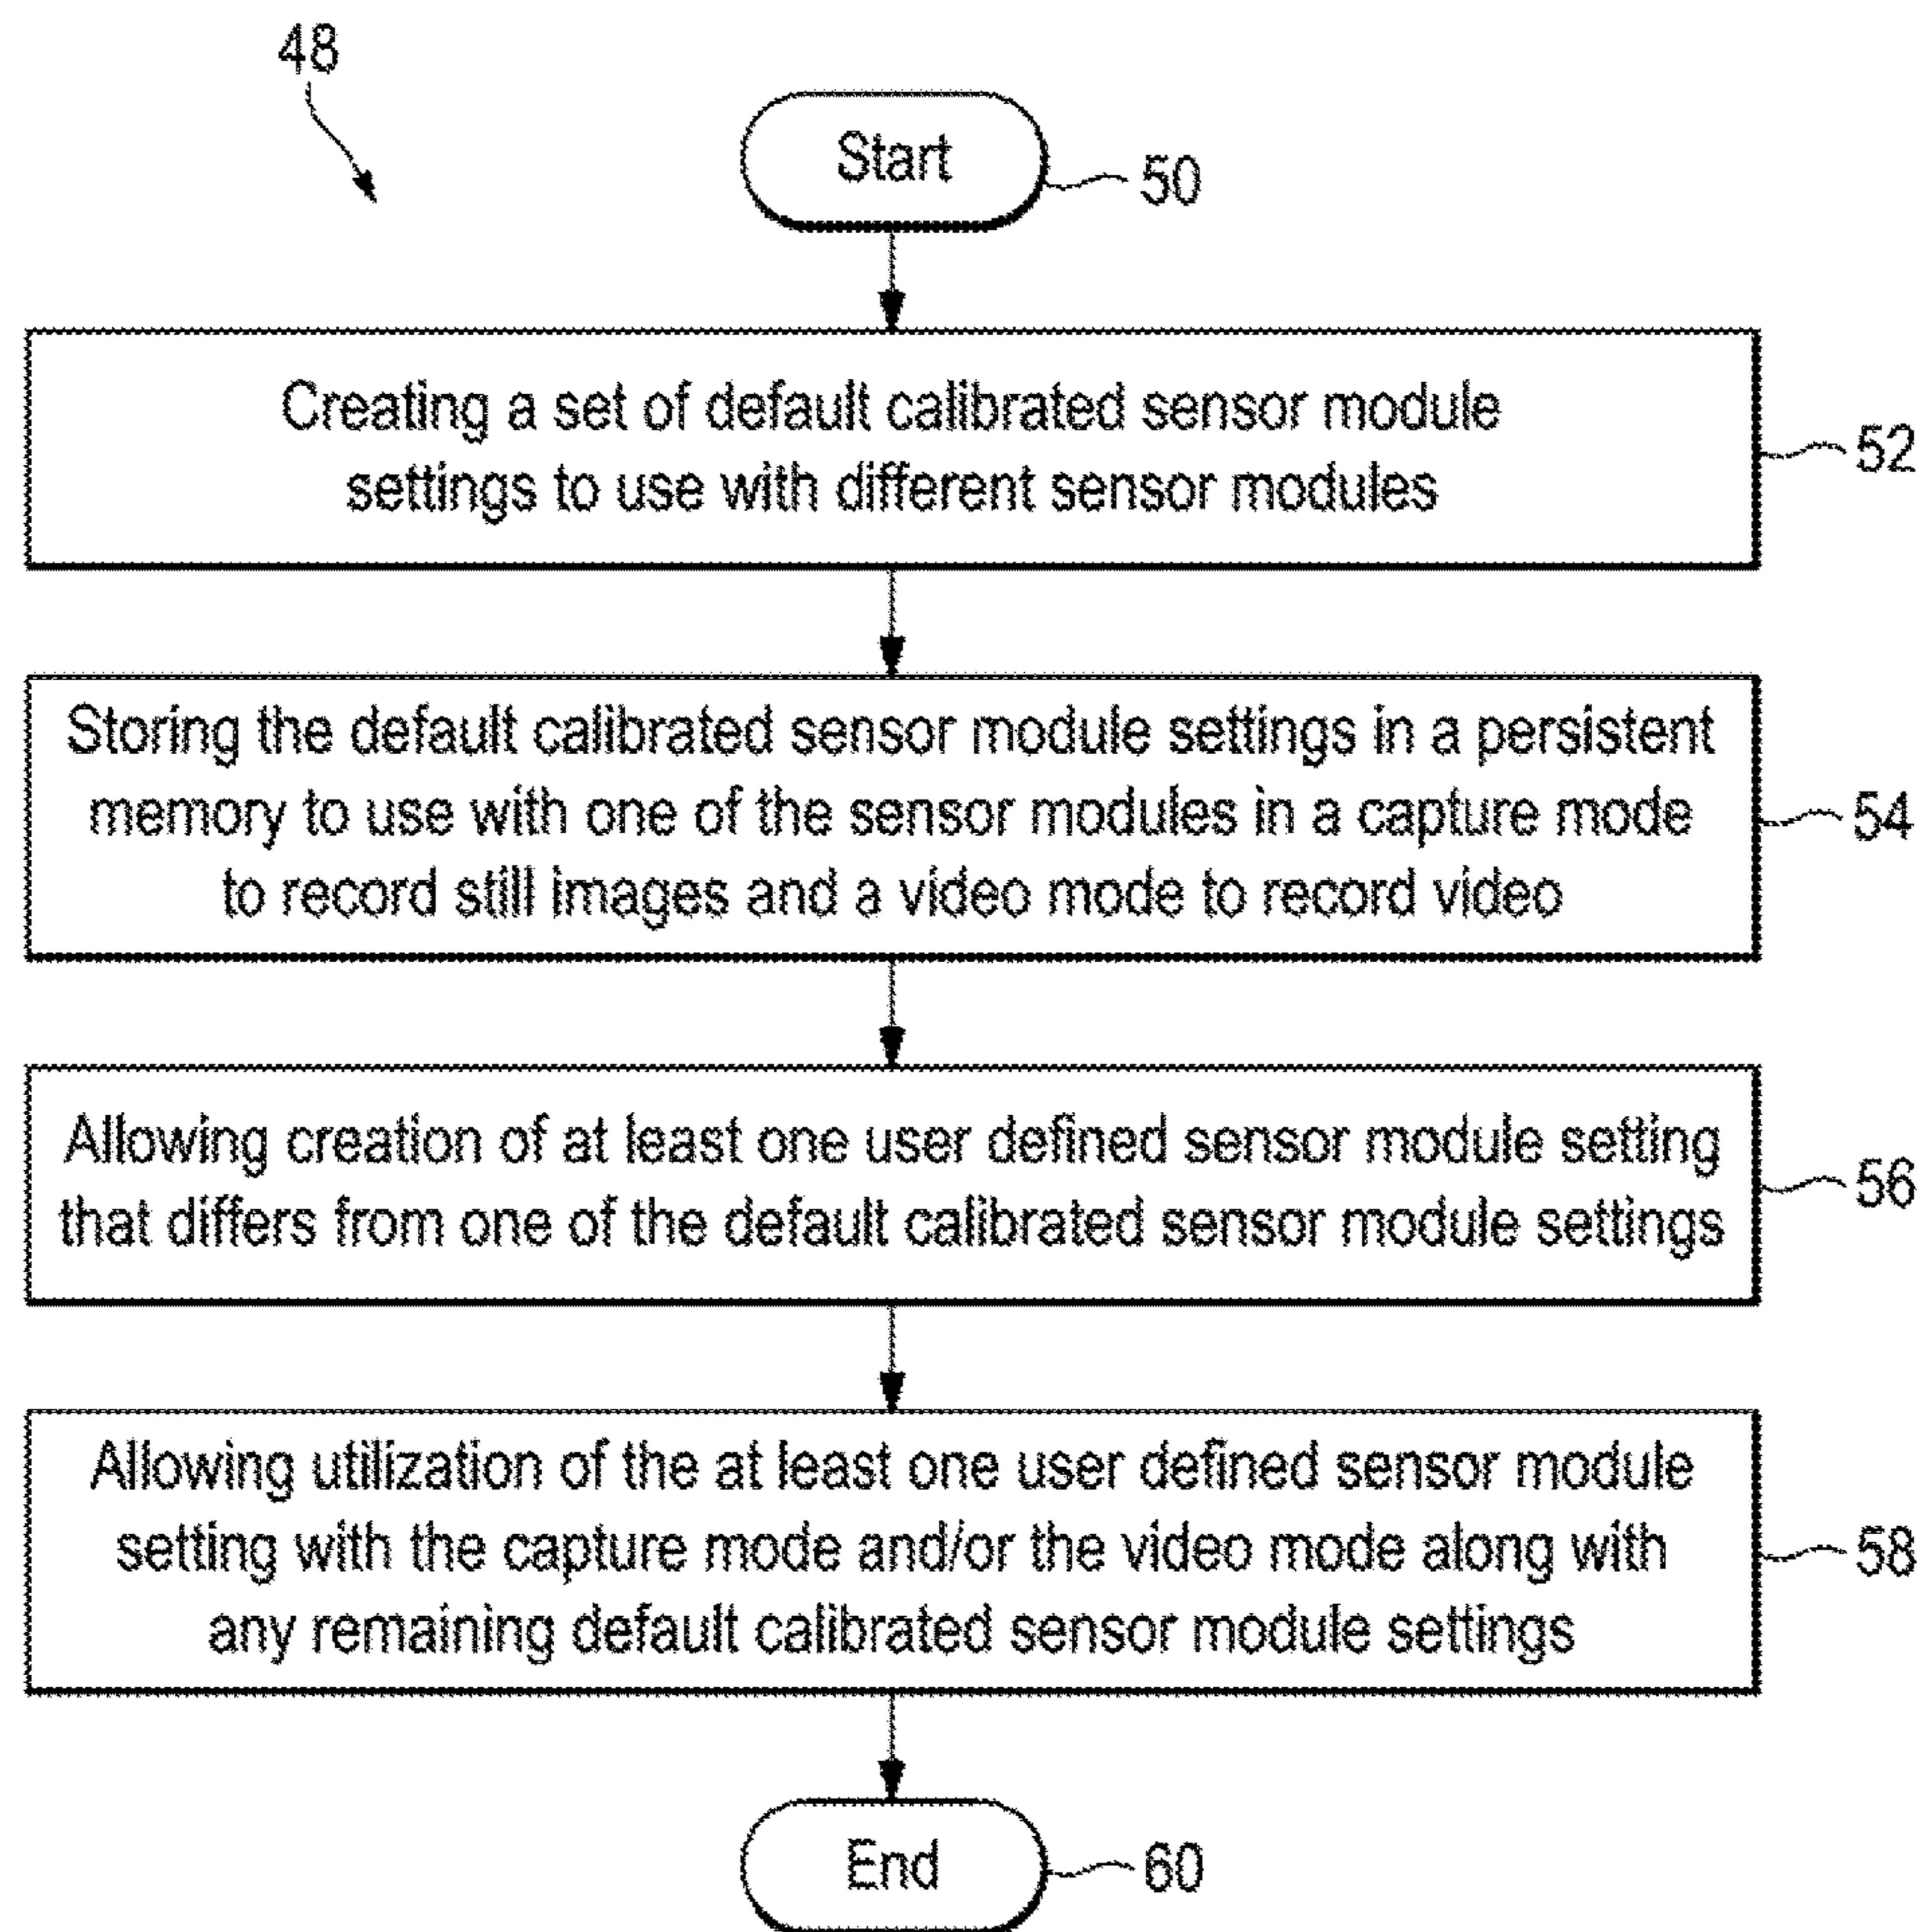 48
Start
50
Creating a set of default calibrated sensor module
settings to use with different sensor modules
52
Storing the default calibrated sensor module settings in a persistent
memory to use with one of the sensor modules in a capture mode
to record still images and a video mode to record video
54
Allowing creation of at least one user defined sensor module setting
that differs from one of the default calibrated sensor module settings
56
Allowing utilization of the at least one user defined sensor module
setting with the capture mode and/or the video mode along with
any remaining default calibrated sensor module settings
58
End
60